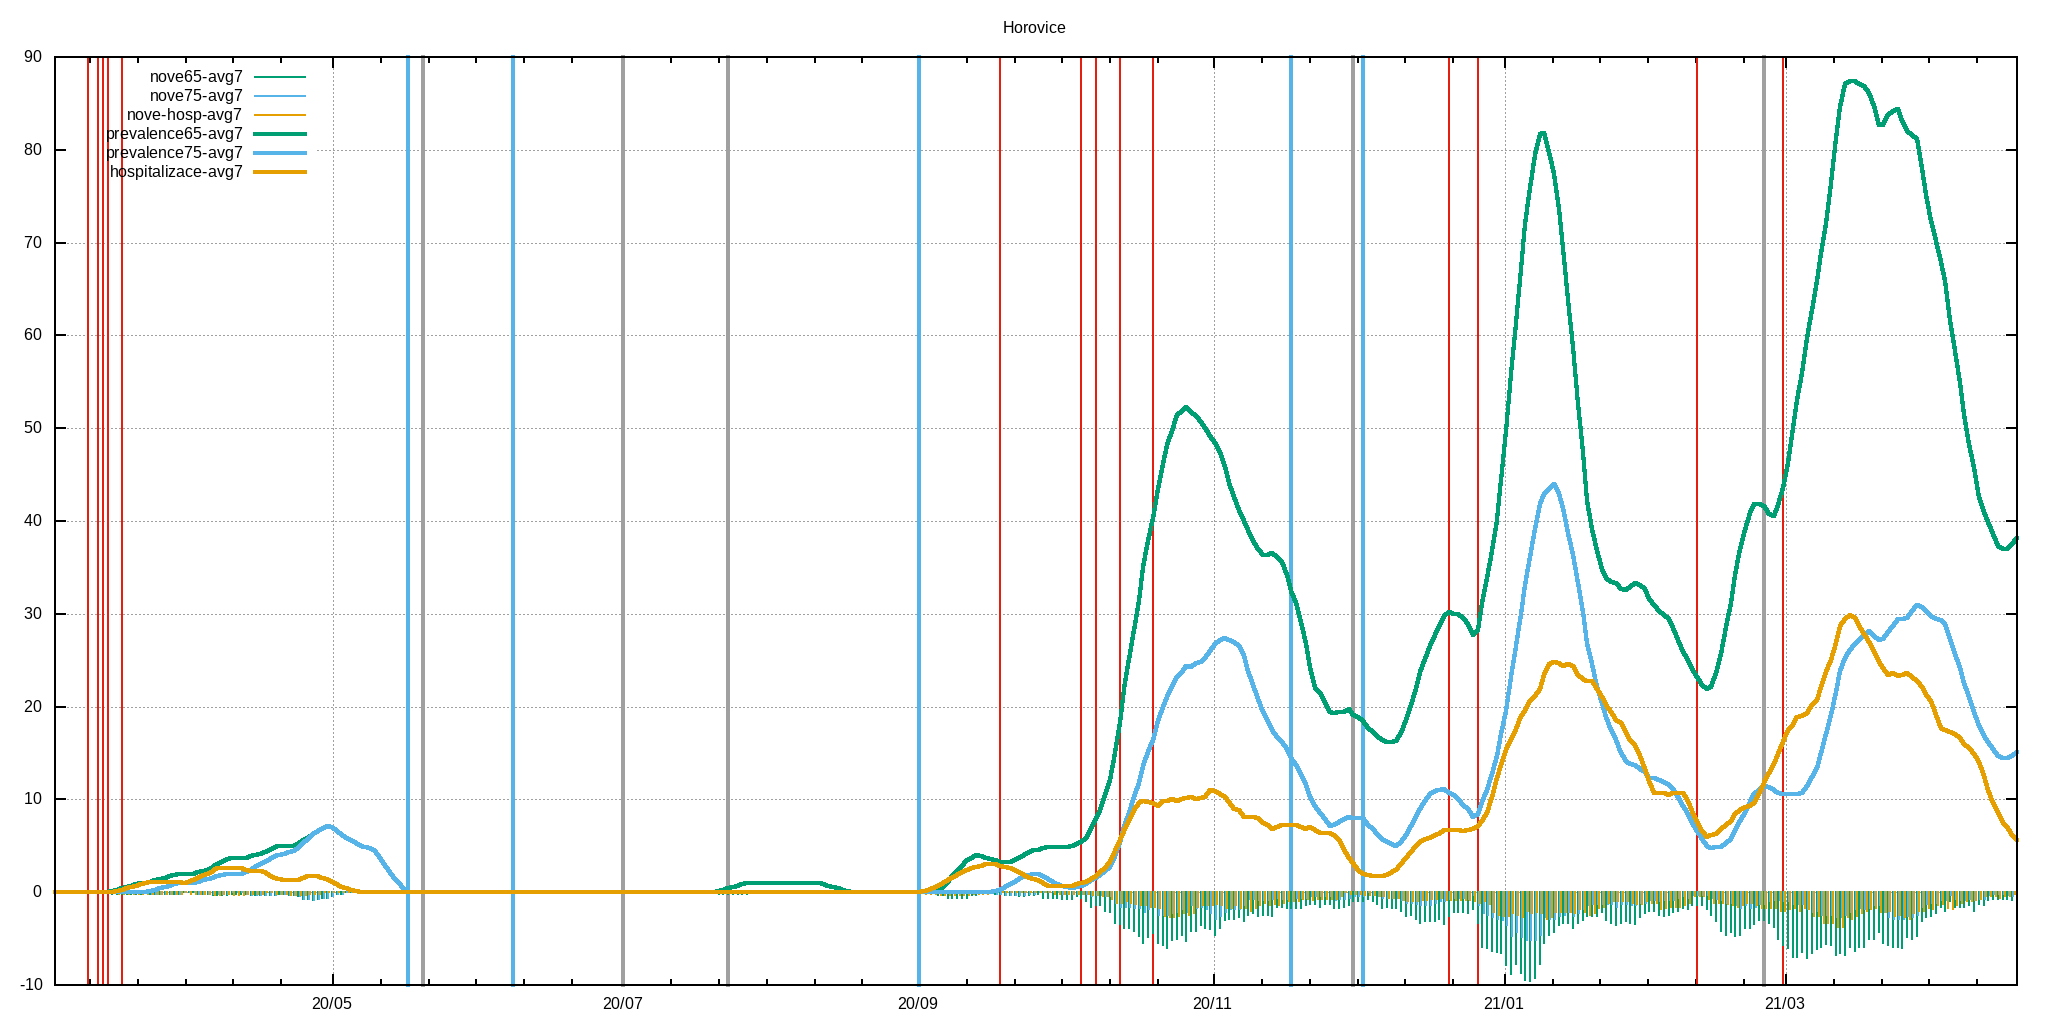 Horovice
90
80
70
60
50
40
30
20
10
0
-10
nove65-avg7
nove75-avg7
nove-hosp-avg7
prevalence65-avg7
prevalence75-avg7
hospitalizace-avg7
20/05 20/07 20/09 20/11 21/01 21/03